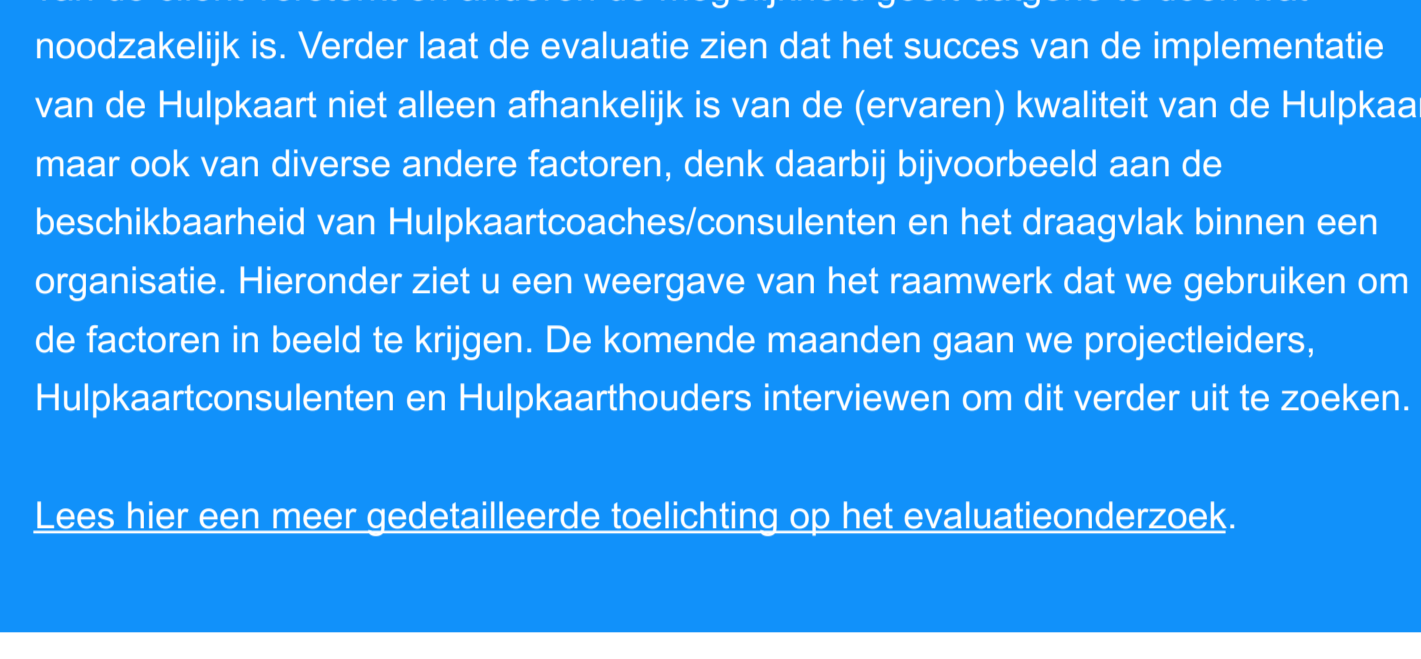 noodzakelijk is. Verder laat de evaluatie zien dat het succes van de implementatie
van de Hulpkaart niet alleen afhankelijk is van de (ervaren) kwaliteit van de
maar ook van diverse andere factoren, denk daarbij bijvoorbeeld aan de
beschikbaarheid van Hulpkaartcoaches/consulenten en het draagvlak binnen een
organisatie. Hieronder ziet u een weergave van het raamwerk dat we gebruiken om
de factoren in beeld te krijgen. De komende maanden gaan we projectleiders,
Hulpkaartconsulenten en Hulpkaarthouders interviewen om dit verder uit te zoeken.
Lees hier een meer gedetailleerde toelichting op het evaluatieonderzoek.